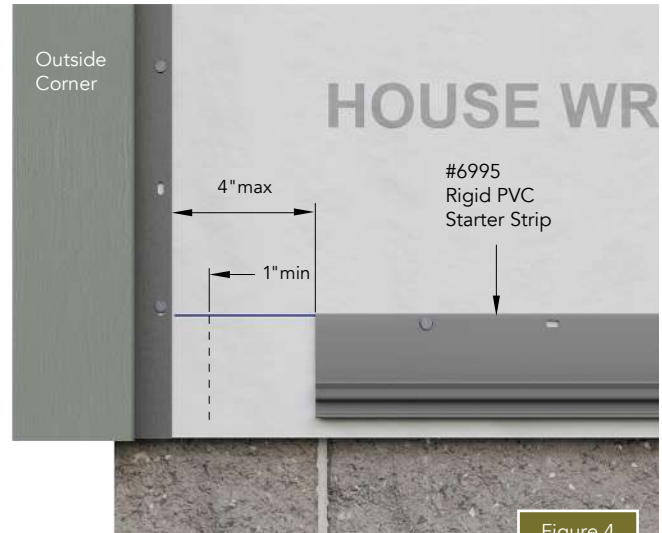 Outside
Corner
HOUSE WR
#6995
Rigid PVC
Starter Strip
4"max
1"min
Figure 4